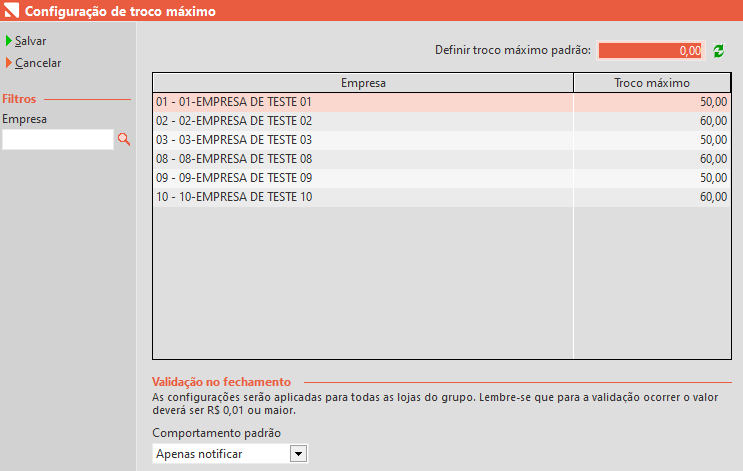 Configuração de troco máximo
Salvar
Cancelar
Filtros
Empresa
Definir troco máximo padrão: 0,00
Empresa Troco máximo
01 - 01-EMPRESA DE TESTE 01 50,00
02 - 02-EMPRESA DE TESTE 02 60,00
03 - 03-EMPRESA DE TESTE 03 50,00
08 - 08-EMPRESA DE TESTE 08 60,00
09 - 09-EMPRESA DE TESTE 09 50,00
10 - 10-EMPRESA DE TESTE 10 60,00
Validação no fechamento
As configurações serão aplicadas para todas as lojas do grupo. Lembre-se que para a validação ocorrer o valor
deverá ser R$ 0,01 ou maior.
Comportamento padrão
Apenas notificar